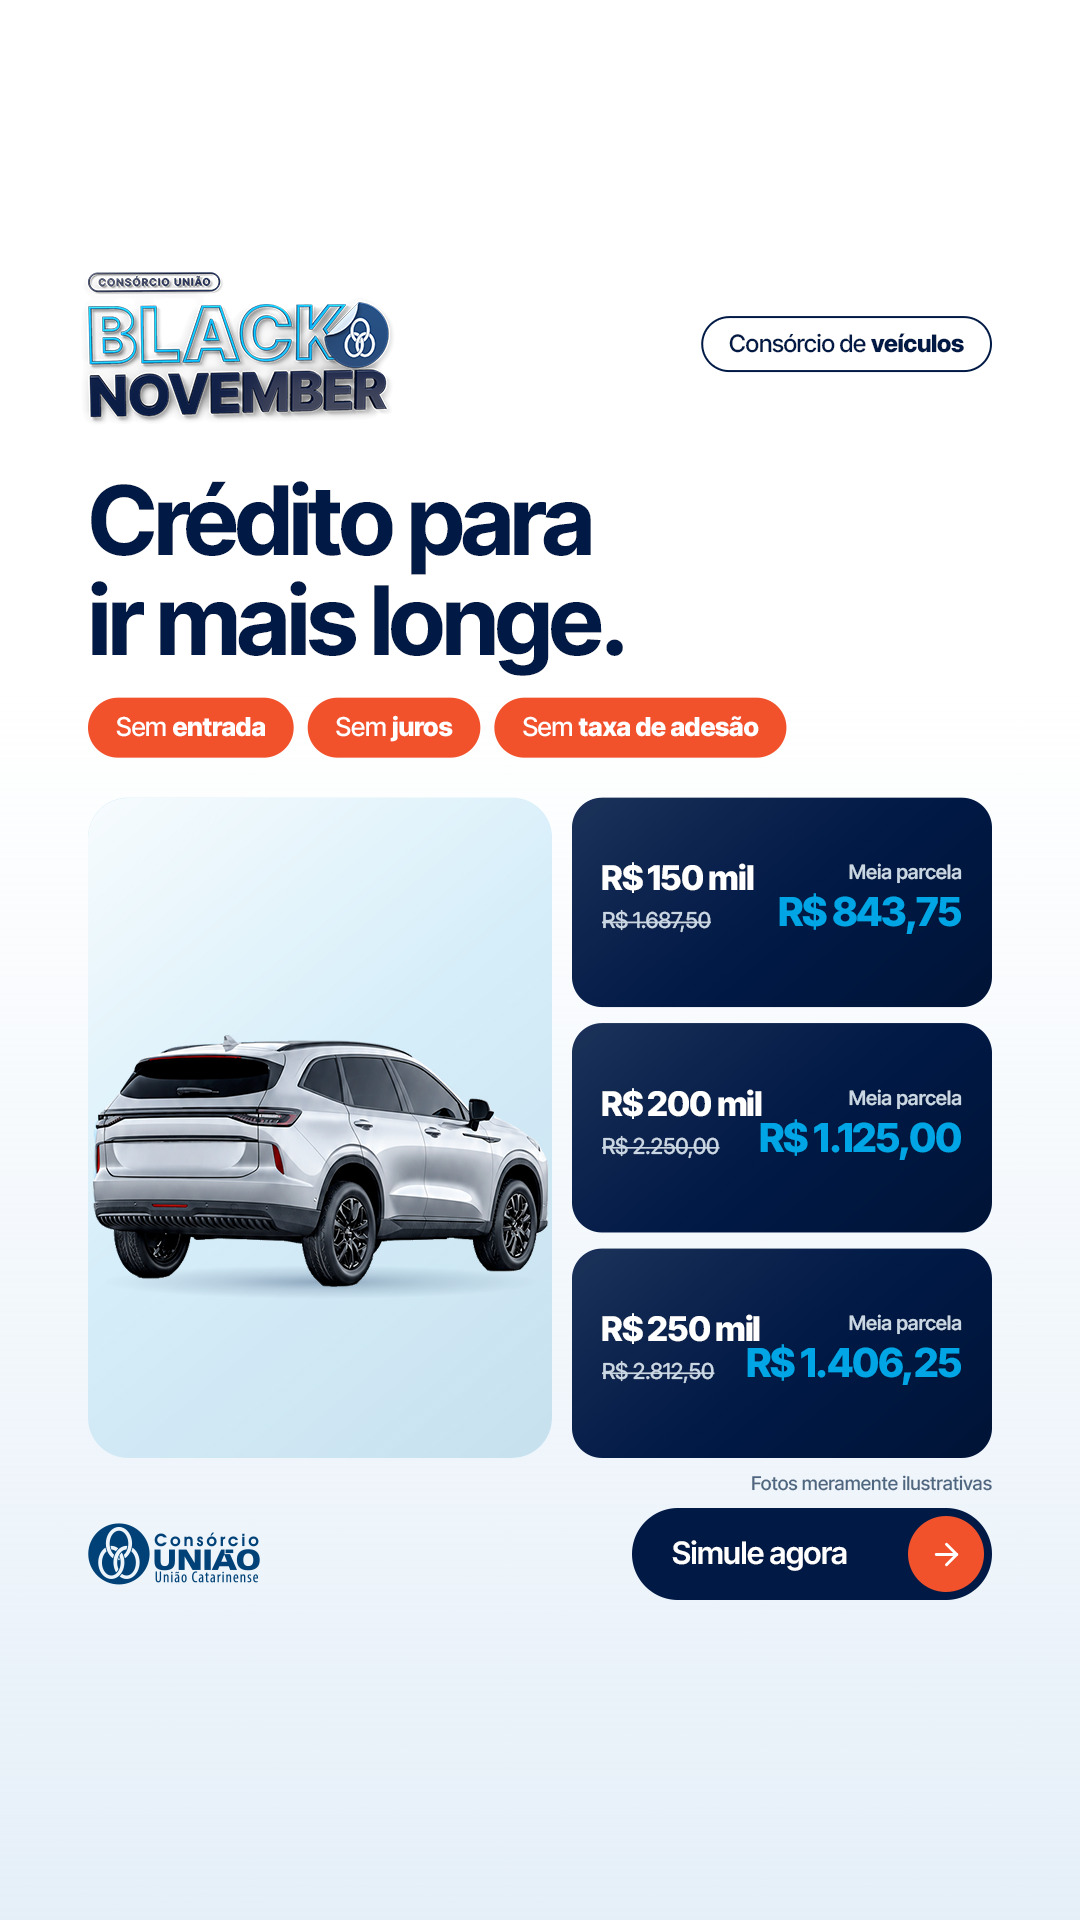 CONSÓRCIO UNIÃO
BLACK
NOVEMBER
Consórcio de veículos
Crédito para
ir mais longe.
Sem entrada
Sem juros
Sem taxa de adesão
R$ 150 mil
R$ 1.687,50
Meia parcela
R$ 843,75
R$ 200 mil
R$ 2.250,00
Meia parcela
R$ 1.125,00
R$ 250 mil
R$ 2.812,50
Meia parcela
R$ 1.406,25
Fotos meramente ilustrativas
Consórcio
UNIÃO
União Catarinense
Simule agora